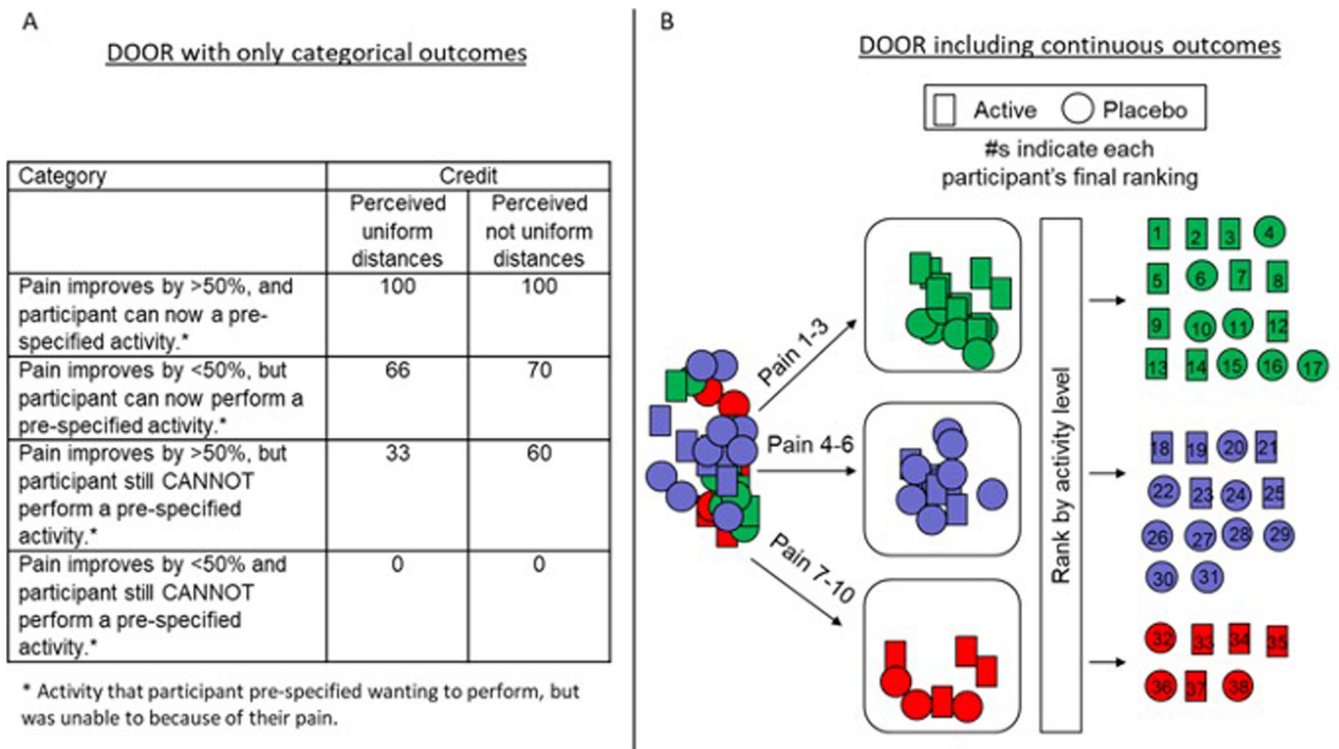 A
DOOR with only categorical outcomes
Category
Credit
Perceived
uniform
distances
Perceived
not uniform
distances
Pain improves by >50%, and
participant can now a pre-
specified activity.*
100
100
Pain improves by <50%, but
participant can now perform a
pre-specified activity.*
66
70
Pain improves by >50%, but
participant still CANNOT
perform a pre-specified
activity.*
33
60
Pain improves by <50% and
participant still CANNOT
perform a pre-specified
activity.*
0
0
* Activity that participant pre-specified wanting to perform, but
was unable to because of their pain.
B
DOOR including continuous outcomes
Active
Placebo
#s indicate each
participant's final ranking
Pain 1-3
Pain 4-6
Pain 7-10
Rank by activity level
1 2 3 4
5 6 7 8
9 10 11 12
13 14 15 16 17
18 19 20 21
22 23 24 25
26 27 28 29
30 31
32 33 34 35
36 37 38